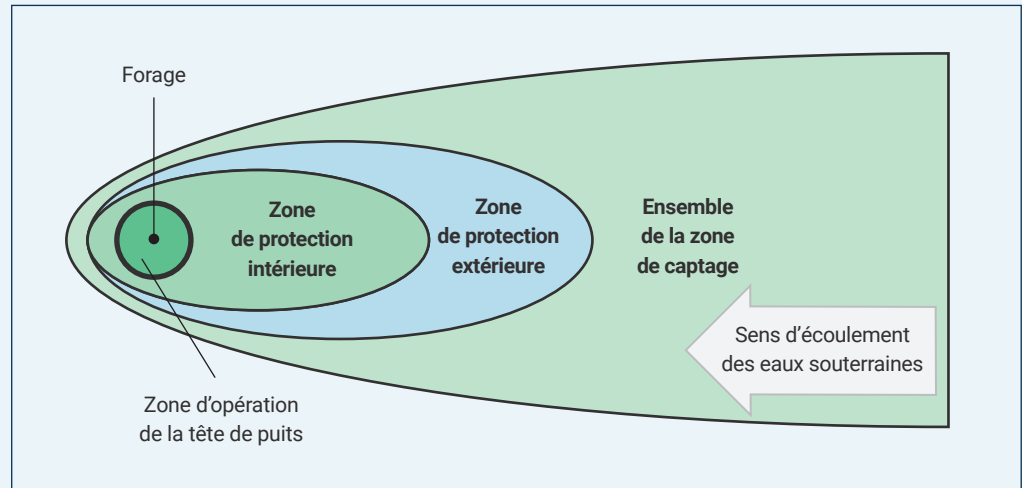 Forage
Zone
de protection
intérieure
Zone
de protection
extérieure
Ensemble
de la zone
de captage
Sens d’écoulement
des eaux souterraines
Zone d’opération
de la tête de puits